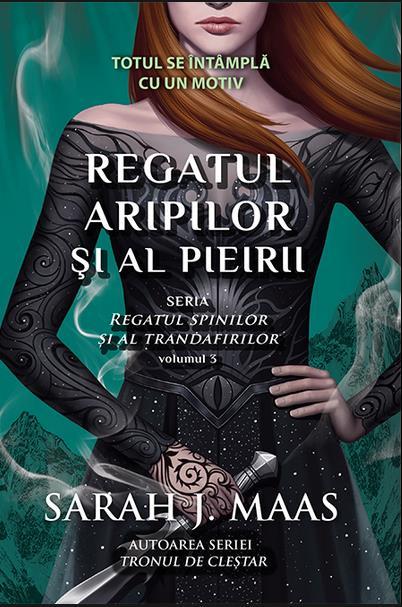 TOTUL SE ÎNTÂMPLĂ
CU UN MOTIV
REGATUL
ARIPILOR
ŞI AL PIEIRII
SERIA
REGATUL SPINILOR
ŞI AL TRANDAFIRILOR
volumul 3
SARAH J. MAAS
AUTOAREA SERIEI
TRONUL DE CLEŞTAR